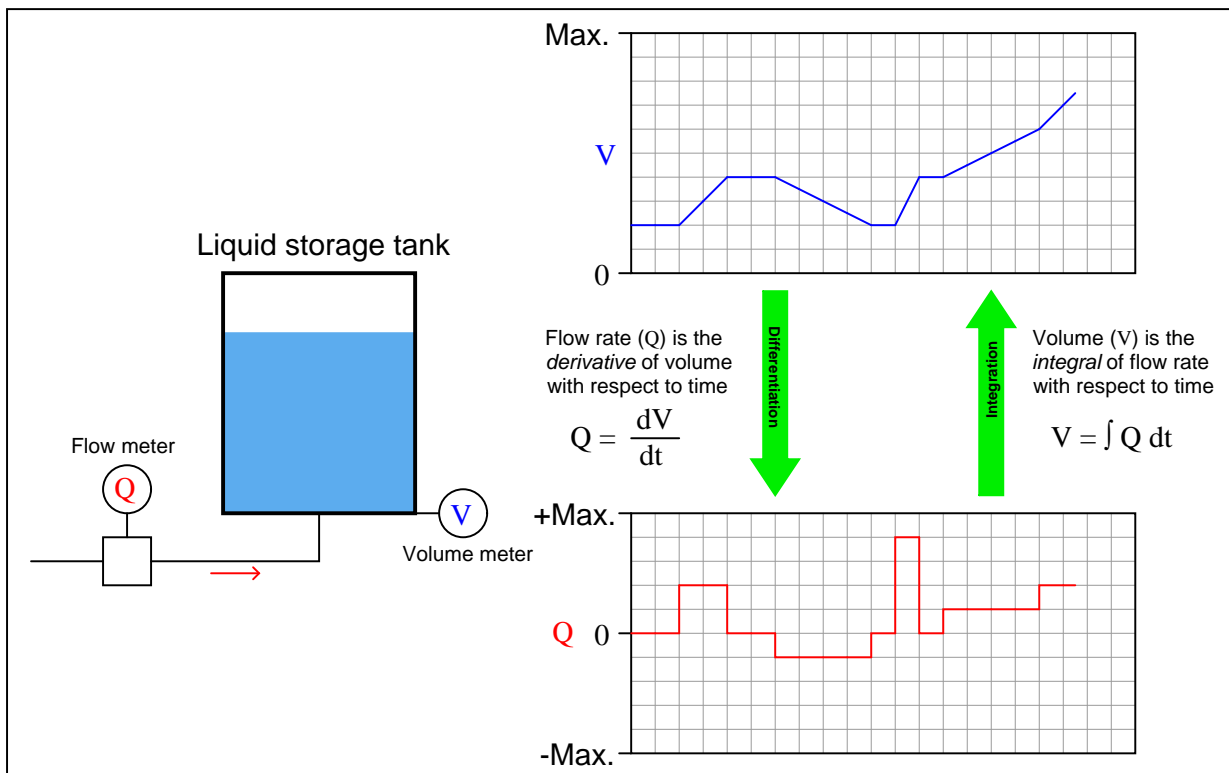 Max.
V
0
Liquid storage tank
Flow meter
Q
V
Volume meter
Flow rate (Q) is the
derivative of volume
with respect to time
Q = dV
dt
Differentiation
Integration
Volume (V) is the
integral of flow rate
with respect to time
V = ∫ Q dt
+Max.
Q
0
-Max.